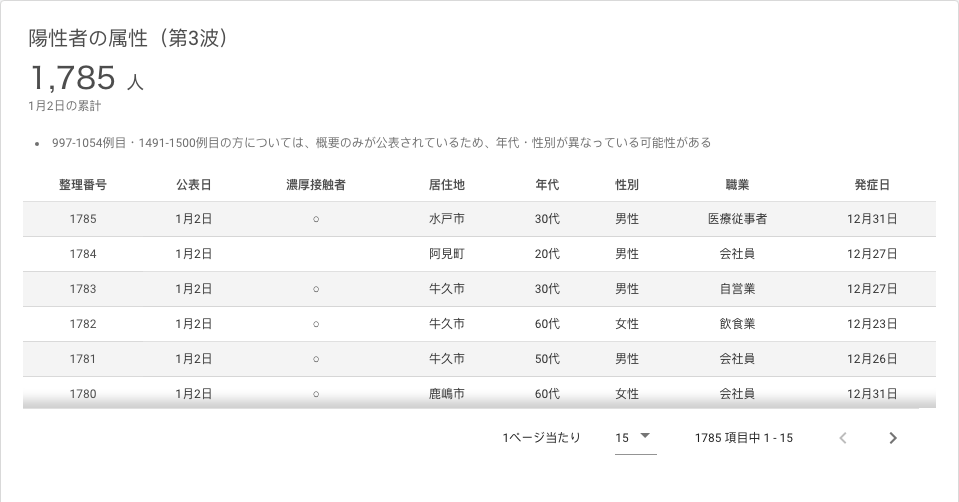 陽性者の属性（第3波）
1,785 人
1月2日の累計
• 997-1054例目・1491-1500例目の方については、概要のみが公表されているため、年代・性別が異なっている可能性がある
整理番号 公表日 濃厚接触者 居住地 年代 性別 職業 発症日
1785 1月2日 ○ 水戸市 30代 男性 医療従事者 12月31日
1784 1月2日 阿見町 20代 男性 会社員 12月27日
1783 1月2日 ○ 牛久市 30代 男性 自営業 12月27日
1782 1月2日 ○ 牛久市 60代 女性 飲食業 12月23日
1781 1月2日 ○ 牛久市 50代 男性 会社員 12月26日
1780 1月2日 ○ 鹿嶋市 60代 女性 会社員 12月31日
1ページ当たり 15 1785 項目中 1 - 15